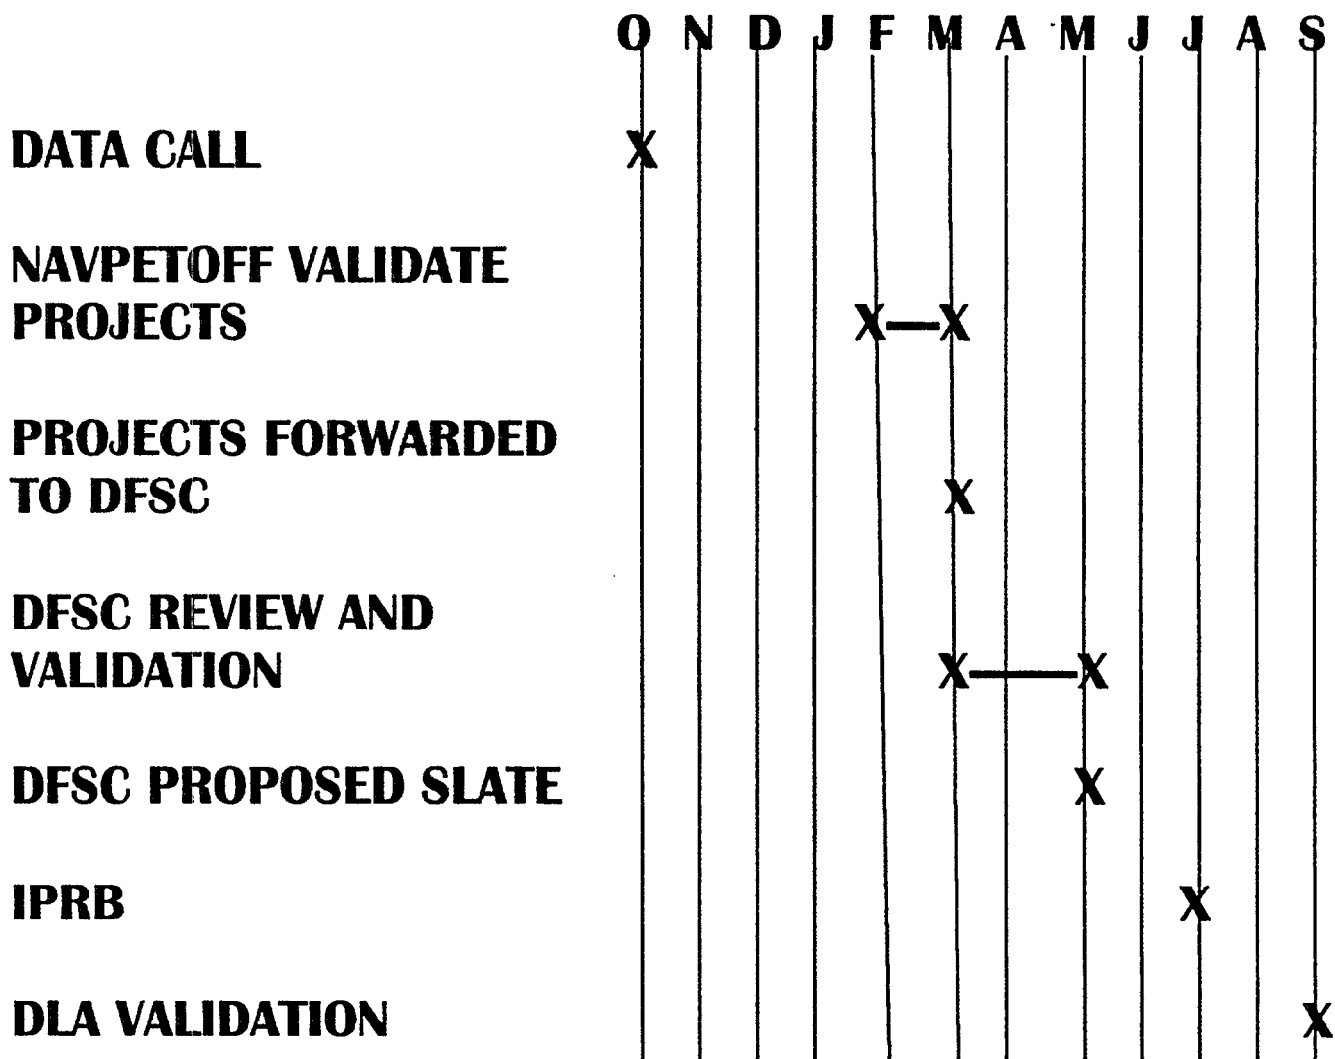 O N D J F M A M J J A S
DATA CALL X
NAVPETOFF VALIDATE
PROJECTS X X
PROJECTS FORWARDED
TO DFSC X
DFSC REVIEW AND
VALIDATION X X
DFSC PROPOSED SLATE X
IPRB X
DLA VALIDATION X